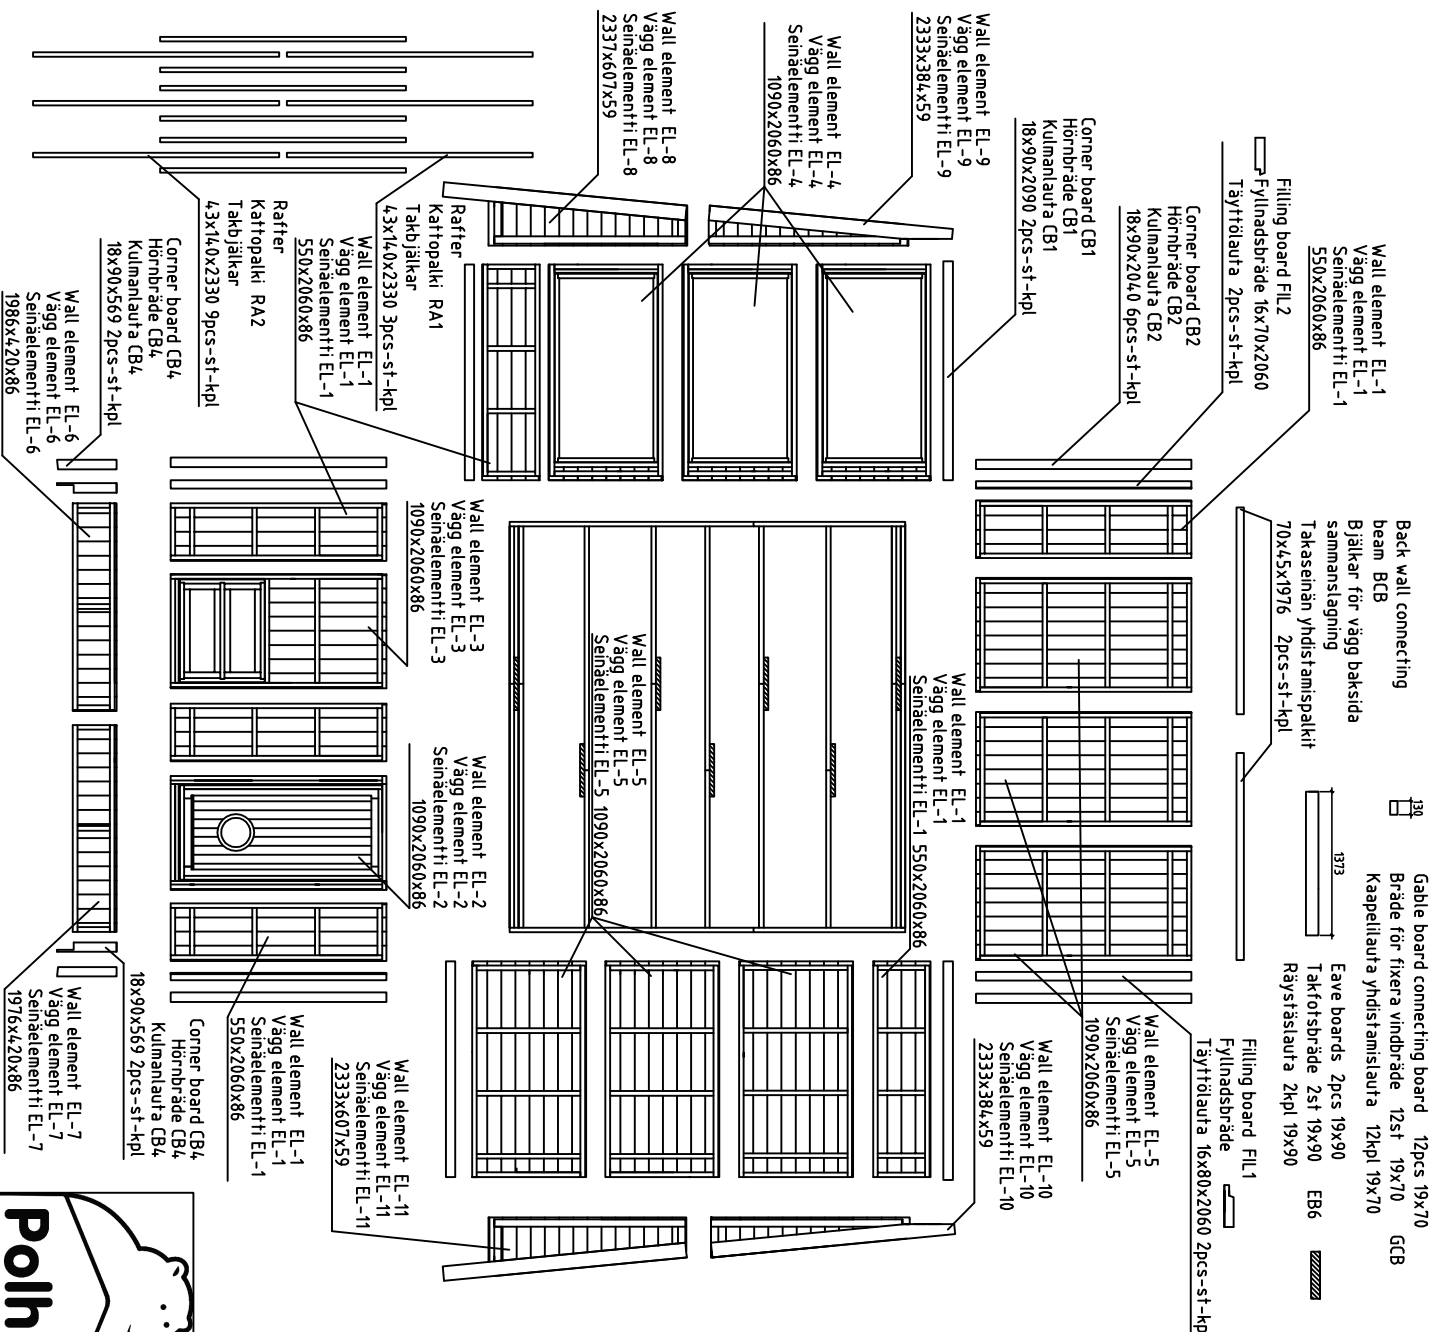 Back wall connecting
beam BCB
Bjälkar för vägg baksida
sammanslagning
Takaseinän yhdistamispalkit
70x45x1976 2pcs-st-kpl
130
1373
Gable board connecting board 12pcs 19x70
Bräde för fixera vindbräde 12st 19x70 GCB
Kaapelilauta yhdistamislauta 12kpl 19x70
Eave boards 2pcs 19x90
Takfotsbräde 2st 19x90 EB6
Räystäslauta 2kpl 19x90
Wall element EL-1
Vägg element EL-1
Seinäelementti EL-1
550x2060x86
Filling board FIL2
Fyllnadsbräde 16x70x2060
Täyttölauta 2pcs-st-kpl
Corner board CB2
Hörnbräde CB2
Kulmanlauta CB2
18x90x2040 6pcs-st-kpl
Corner board CB1
Hörnbräde CB1
Kulmanlauta CB1
18x90x2090 2pcs-st-kpl
Wall element EL-9
Vägg element EL-9
Seinäelementti EL-9
2333x384x59
Wall element EL-4
Vägg element EL-4
Seinäelementti EL-4
1090x2060x86
Wall element EL-8
Vägg element EL-8
Seinäelementti EL-8
2337x607x59
Filling board FIL1
Fyllnadsbräde
Täyttölauta 16x80x2060 2pcs-st-kp
Wall element EL-5
Vägg element EL-5
Seinäelementti EL-5
1090x2060x86
Wall element EL-10
Vägg element EL-10
Seinäelementti EL-10
2333x384x59
Wall element EL-1
Vägg element EL-1
Seinäelementti EL-1 550x2060x86
Wall element EL-5
Vägg element EL-5
Seinäelementti EL-5 1090x2060x86
Rafter
Kattopalki RA1
Takbjälkar
43x140x2330 3pcs-st-kpl
Wall element EL-1
Vägg element EL-1
Seinäelementti EL-1
550x2060x86
Rafter
Kattopalki RA2
Takbjälkar
43x140x2330 9pcs-st-kpl
Wall element EL-3
Vägg element EL-3
Seinäelementti EL-3
1090x2060x86
Wall element EL-2
Vägg element EL-2
Seinäelementti EL-2
1090x2060x86
Wall element EL-11
Vägg element EL-11
Seinäelementti EL-11
2333x607x59
Wall element EL-1
Vägg element EL-1
Seinäelementti EL-1
550x2060x86
Corner board CB4
Hörnbräde CB4
Kulmanlauta CB4
18x90x569 2pcs-st-kpl
Corner board CB4
Hörnbräde CB4
Kulmanlauta CB4
18x90x569 2pcs-st-kpl
Wall element EL-6
Vägg element EL-6
Seinäelementti EL-6
1986x420x86
Wall element EL-7
Vägg element EL-7
Seinäelementti EL-7
1976x420x86
Polh